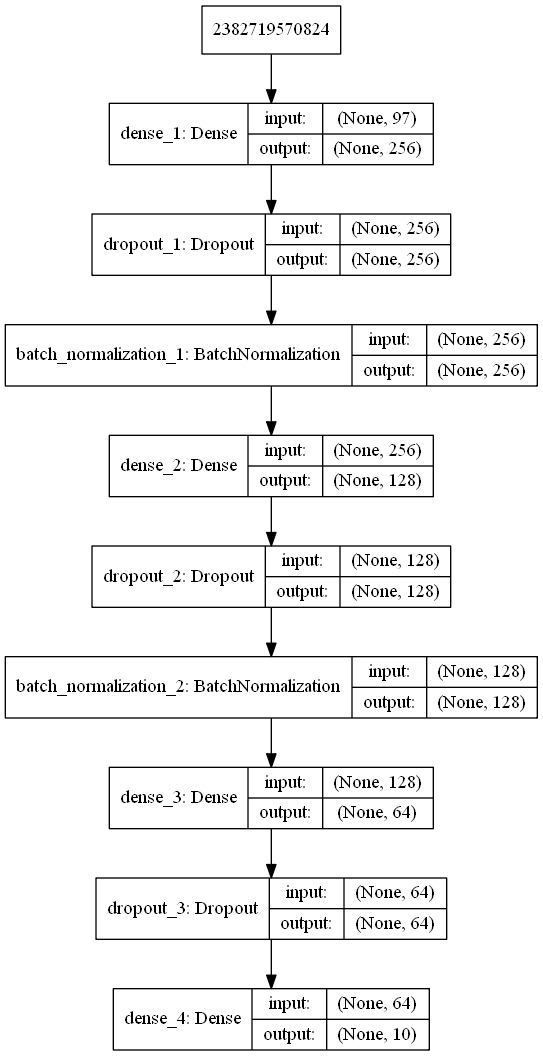 2382719570824
dense_1: Dense
input: (None, 97)
output: (None, 256)
dropout_1: Dropout
input: (None, 256)
output: (None, 256)
batch_normalization_1: BatchNormalization
input: (None, 256)
output: (None, 256)
dense_2: Dense
input: (None, 256)
output: (None, 128)
dropout_2: Dropout
input: (None, 128)
output: (None, 128)
batch_normalization_2: BatchNormalization
input: (None, 128)
output: (None, 128)
dense_3: Dense
input: (None, 128)
output: (None, 64)
dropout_3: Dropout
input: (None, 64)
output: (None, 64)
dense_4: Dense
input: (None, 64)
output: (None, 10)